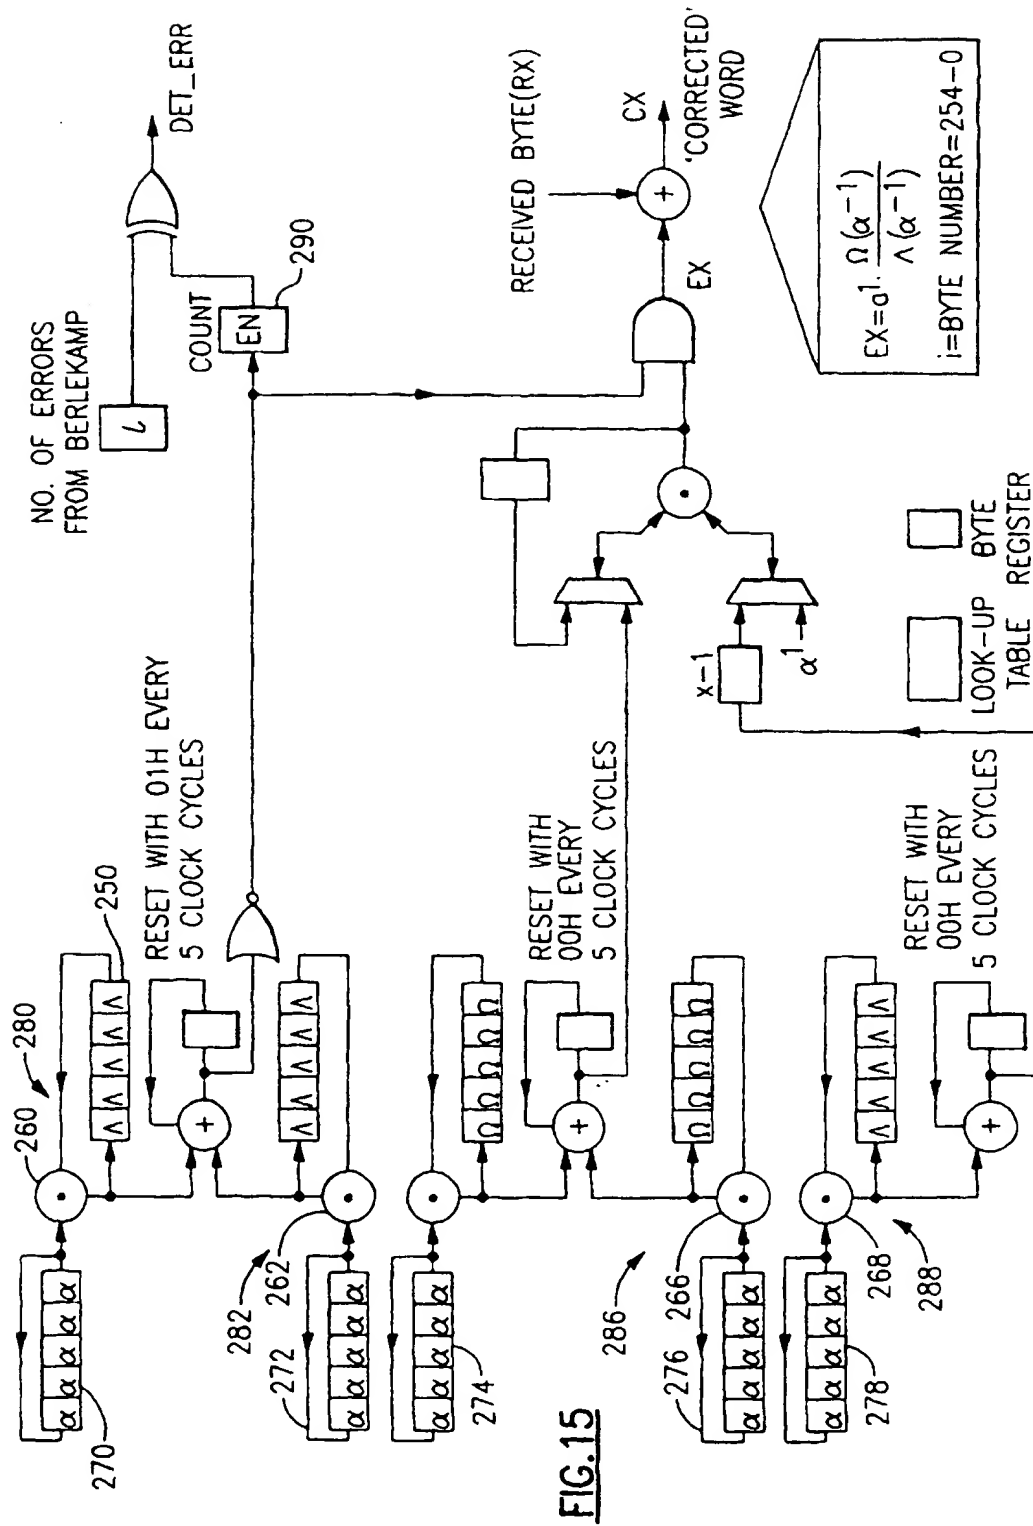 NO. OF ERRORS
FROM BERLEKAMP
l
DET_ERR
COUNT
EN
290
RECEIVED BYTE(RX)
EX
CX
'CORRECTED'
WORD
EX=a¹. Ω(α⁻¹)
Λ(α⁻¹)
i=BYTE NUMBER=254-0
270
α α α α α
260
280
Λ Λ Λ Λ Λ
250
+
RESET WITH 01H EVERY
5 CLOCK CYCLES
Λ Λ Λ Λ Λ
282
262
272
α α α α α
274
α α α α α
Ω Ω Ω Ω Ω
+
RESET WITH
00H EVERY
5 CLOCK CYCLES
Ω Ω Ω Ω Ω
286
266
276
α α α α α
278
α α α α α
268
288
Λ Λ Λ Λ Λ
+
RESET WITH
00H EVERY
5 CLOCK CYCLES
x-1
α¹
+
LOOK-UP
TABLE
BYTE
REGISTER
FIG.15